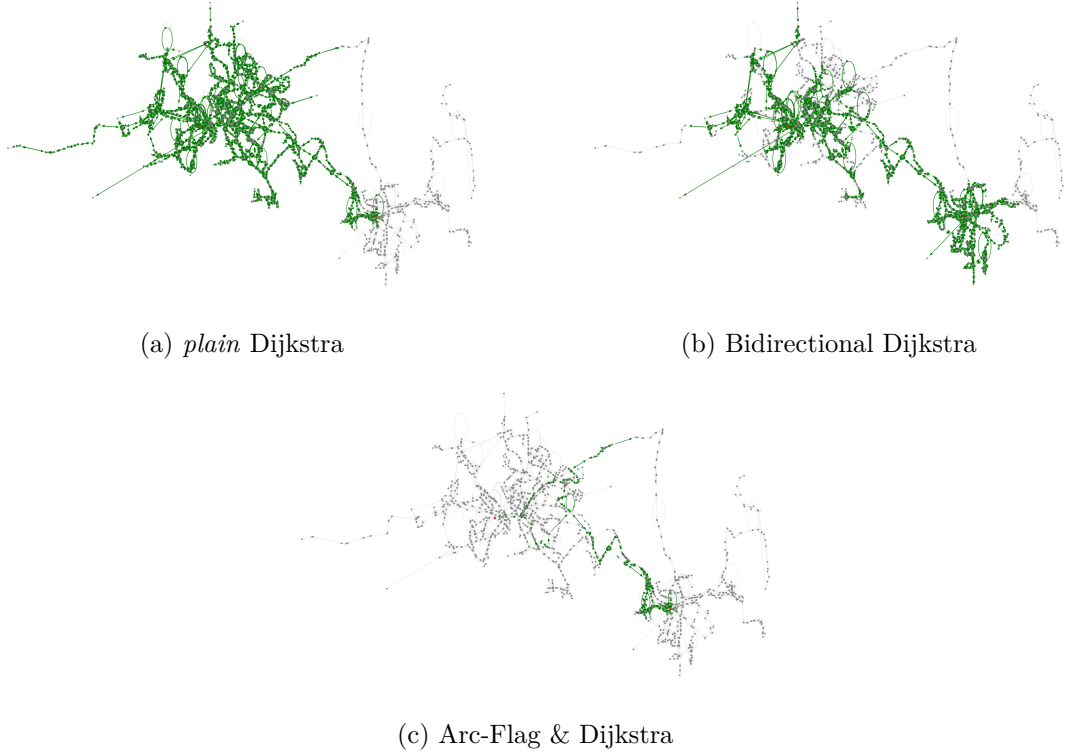 (a) plain Dijkstra
(b) Bidirectional Dijkstra
(c) Arc-Flag & Dijkstra